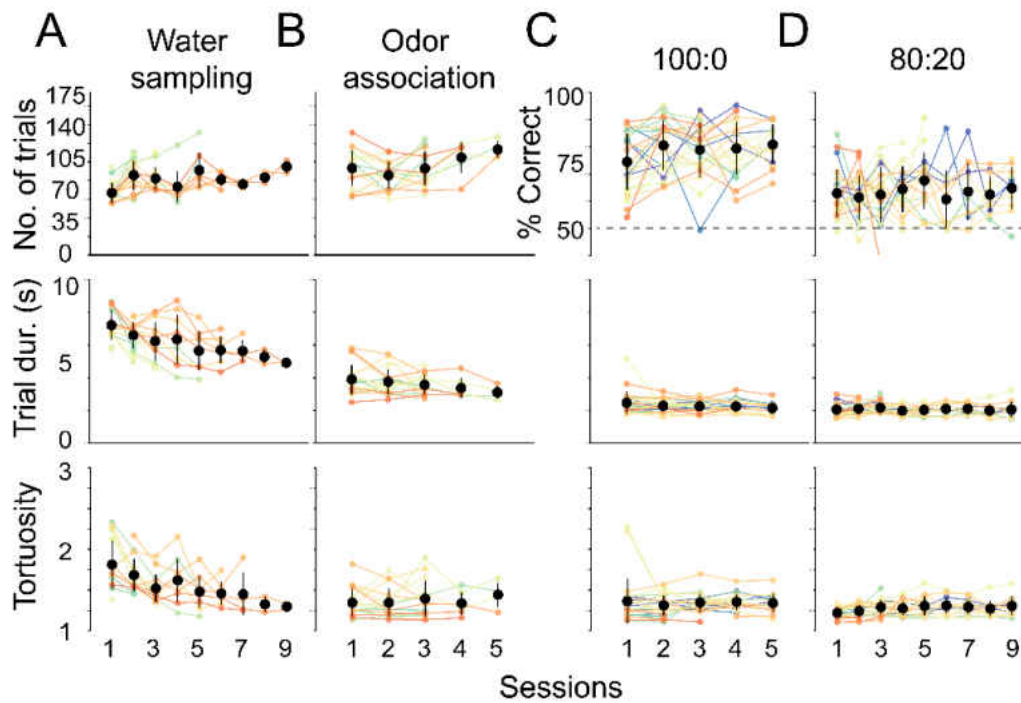 A Water sampling
B Odor association
C 100:0
D 80:20
No. of trials
175
140
105
70
35
0
% Correct
100
75
50
Trial dur. (s)
10
5
0
Tortuosity
3
2
1
1 3 5 7 9
1 2 3 4 5
1 2 3 4 5
1 3 5 7 9
Sessions